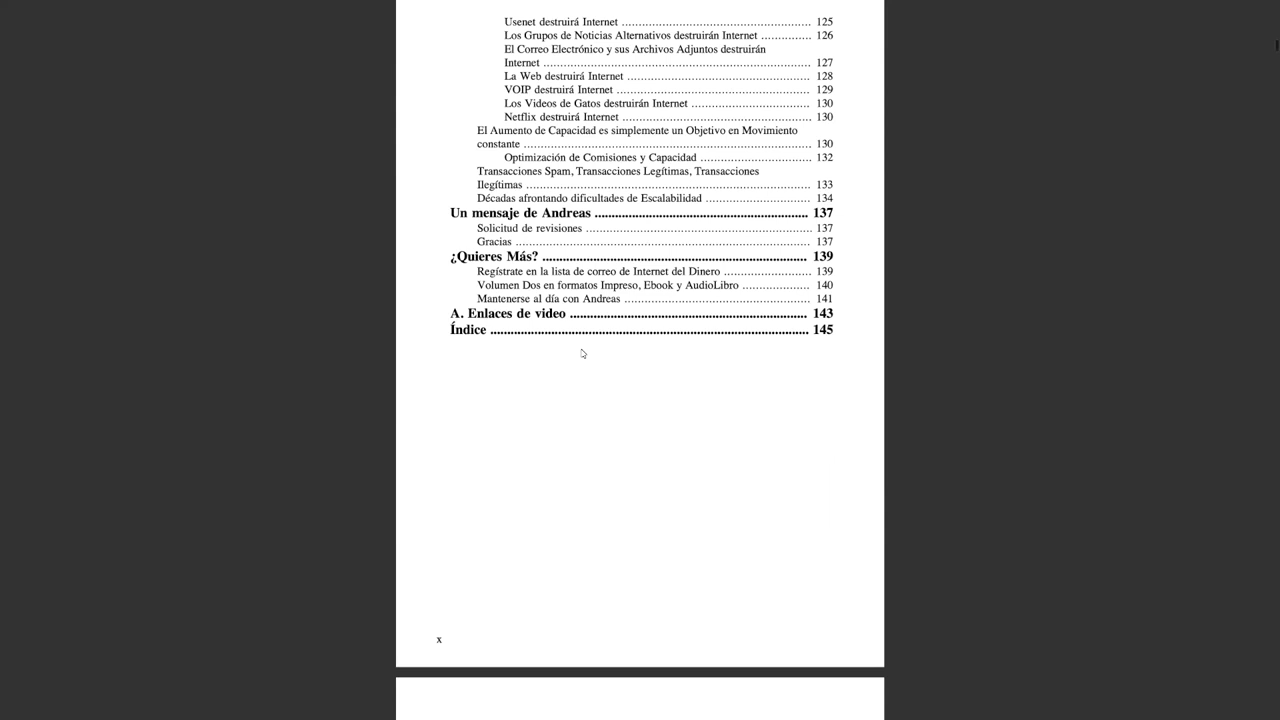 Usenet destruirá Internet ........................................................ 125
Los Grupos de Noticias Alternativos destruirán Internet ............... 126
El Correo Electrónico y sus Archivos Adjuntos destruirán
Internet ................................................................................ 127
La Web destruirá Internet ....................................................... 128
VOIP destruirá Internet .......................................................... 129
Los Videos de Gatos destruirán Internet ................................... 130
Netflix destruirá Internet ........................................................ 130
El Aumento de Capacidad es simplemente un Objetivo en Movimiento
constante ..................................................................................... 130
Optimización de Comisiones y Capacidad ................................. 132
Transacciones Spam, Transacciones Legítimas, Transacciones
Ilegítimas ..................................................................................... 133
Décadas afrontando dificultades de Escalabilidad ............................... 134
Un mensaje de Andreas ............................................................... 137
Solicitud de revisiones .................................................................... 137
Gracias ........................................................................................ 137
¿Quieres Más? .............................................................................. 139
Regístrate en la lista de correo de Internet del Dinero .......................... 139
Volumen Dos en formatos Impreso, Ebook y AudioLibro .................... 140
Mantenerse al día con Andreas ........................................................ 141
A. Enlaces de video ...................................................................... 143
Índice .............................................................................................. 145
x